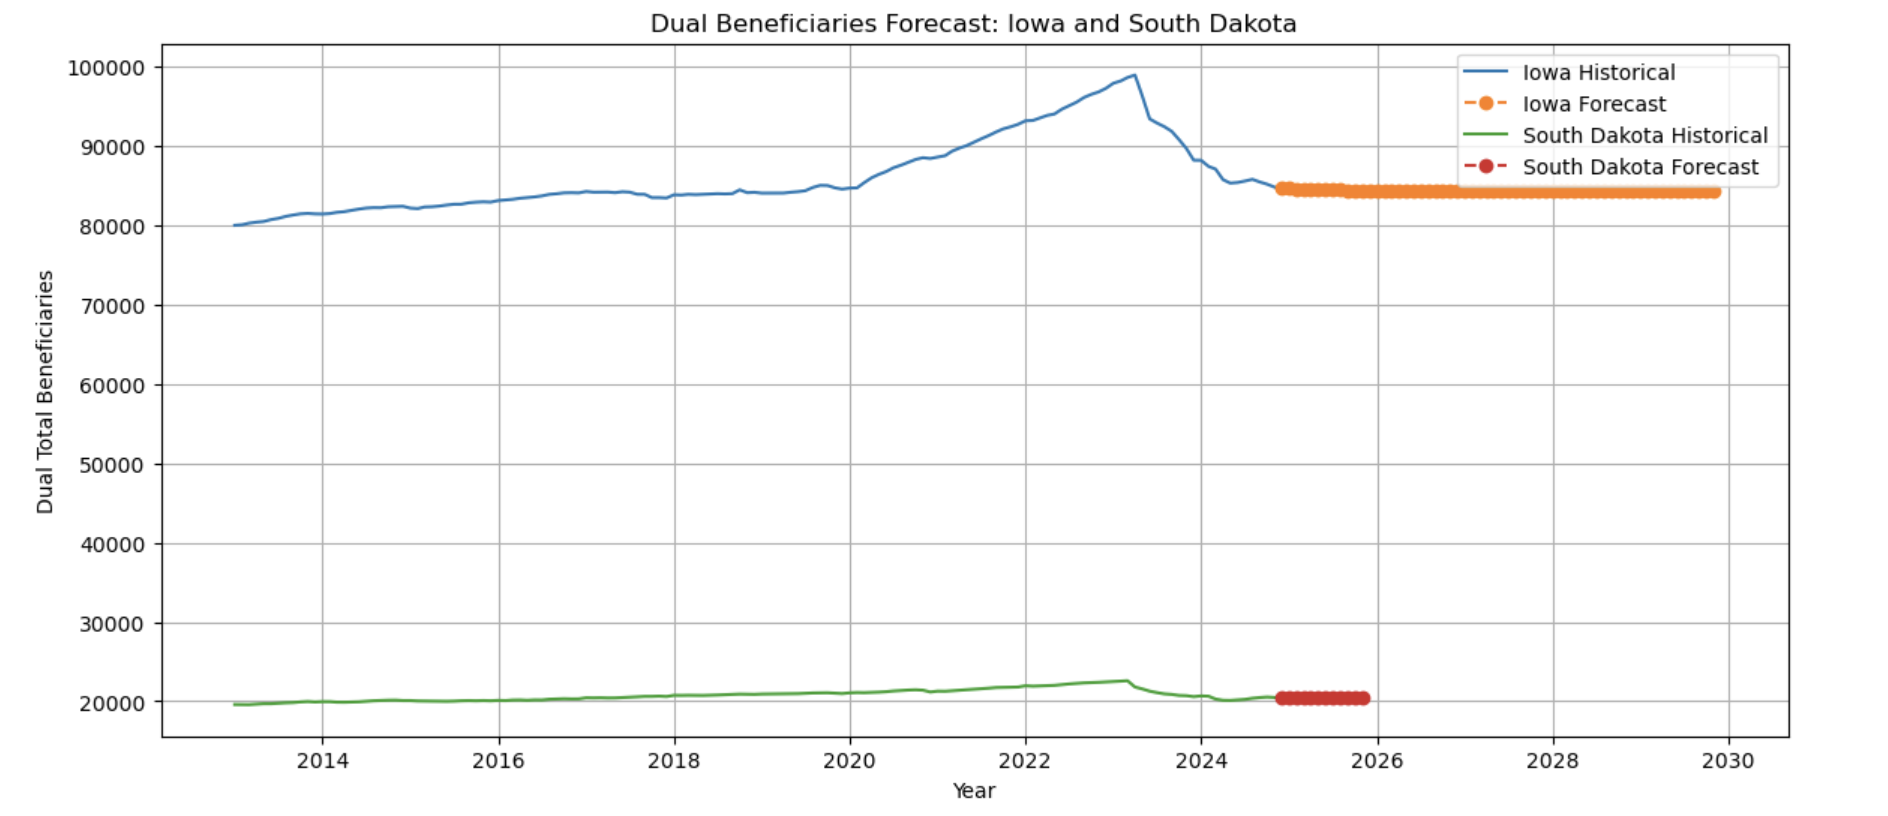 Dual Beneficiaries Forecast: Iowa and South Dakota
100000
90000
80000
70000
60000
50000
40000
30000
20000
Dual Total Beneficiaries
Iowa Historical
Iowa Forecast
South Dakota Historical
South Dakota Forecast
2014 2016 2018 2020 2022 2024 2026 2028 2030
Year